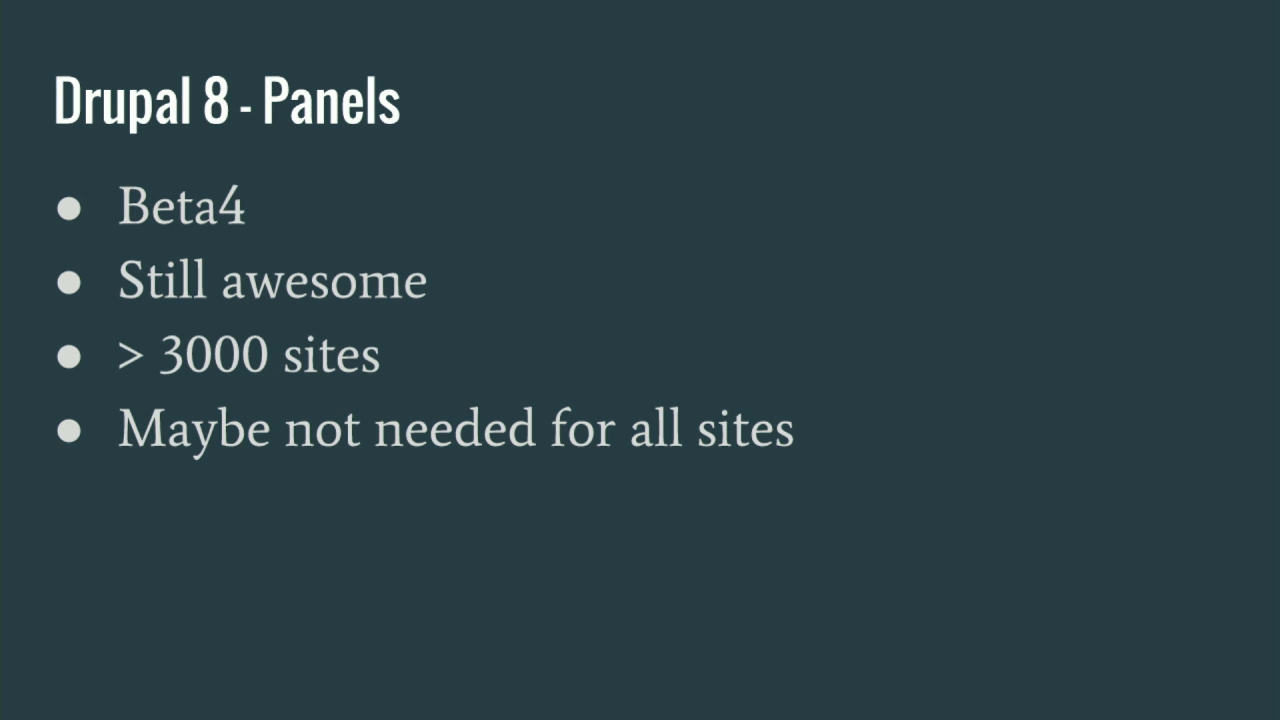 Drupal 8 - Panels
● Beta4
● Still awesome
● > 3000 sites
● Maybe not needed for all sites